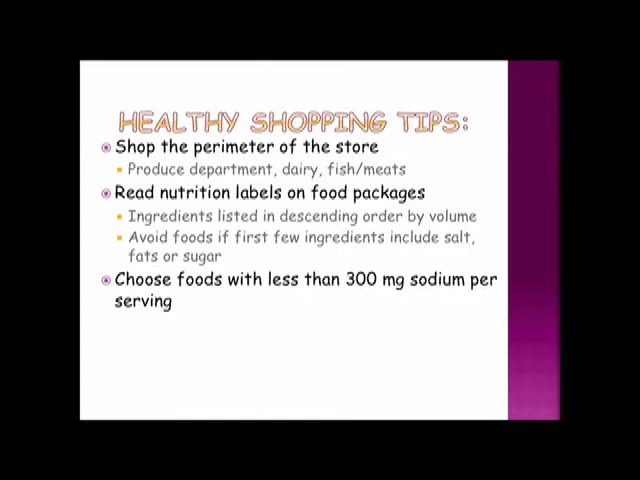 HEALTHY SHOPPING TIPS:
Shop the perimeter of the store
Produce department, dairy, fish/meats
Read nutrition labels on food packages
Ingredients listed in descending order by volume
Avoid foods if first few ingredients include salt,
fats or sugar
Choose foods with less than 300 mg sodium per
serving